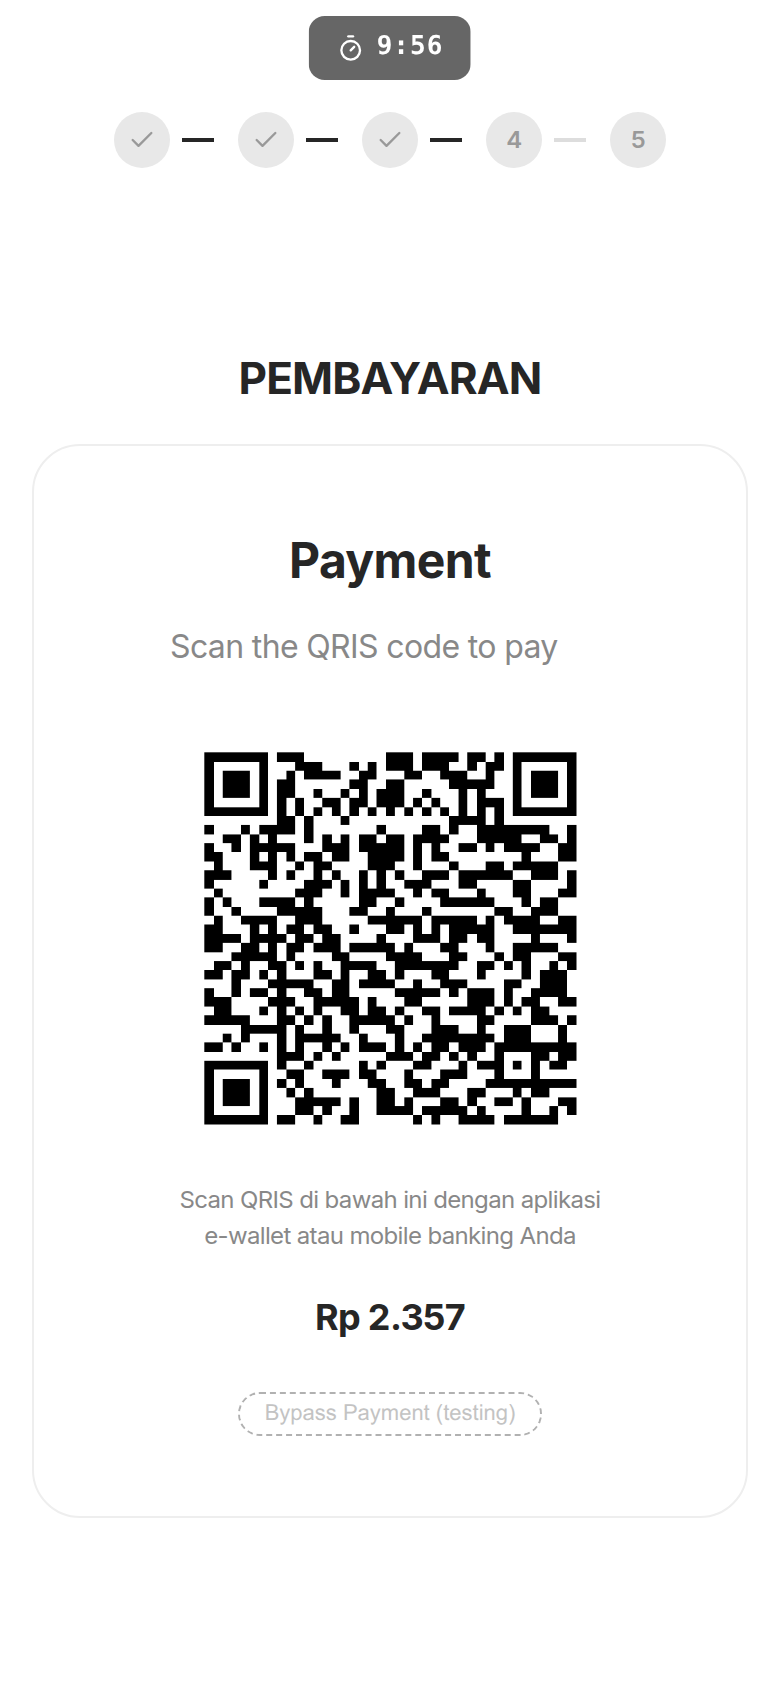 9:56
4
5
PEMBAYARAN
Payment
Scan the QRIS code to pay
Scan QRIS di bawah ini dengan aplikasi
e-wallet atau mobile banking Anda
Rp 2.357
Bypass Payment (testing)